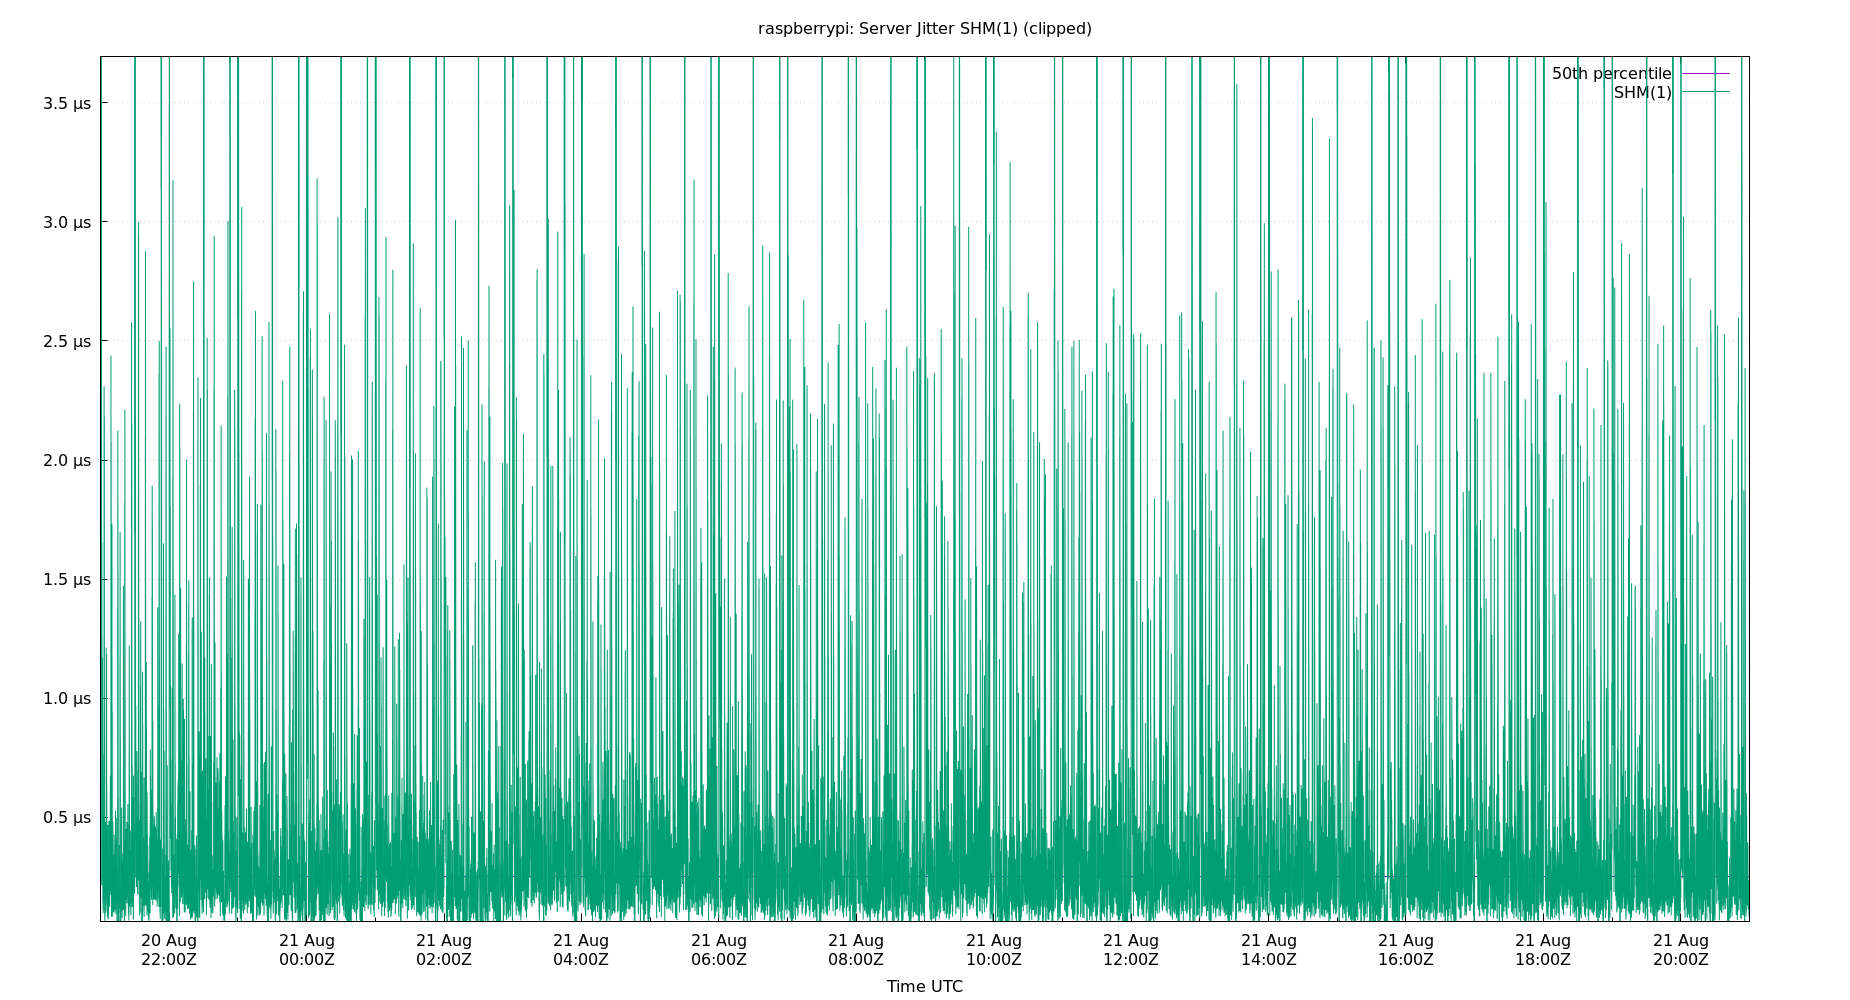 raspberrypi: Server Jitter SHM(1) (clipped)
50th percentile
SHM(1)
3.5 µs
3.0 µs
2.5 µs
2.0 µs
1.5 µs
1.0 µs
0.5 µs
20 Aug 21 Aug 21 Aug 21 Aug 21 Aug 21 Aug 21 Aug 21 Aug 21 Aug 21 Aug 21 Aug 21 Aug
22:00Z 00:00Z 02:00Z 04:00Z 06:00Z 08:00Z 10:00Z 12:00Z 14:00Z 16:00Z 18:00Z 20:00Z
Time UTC